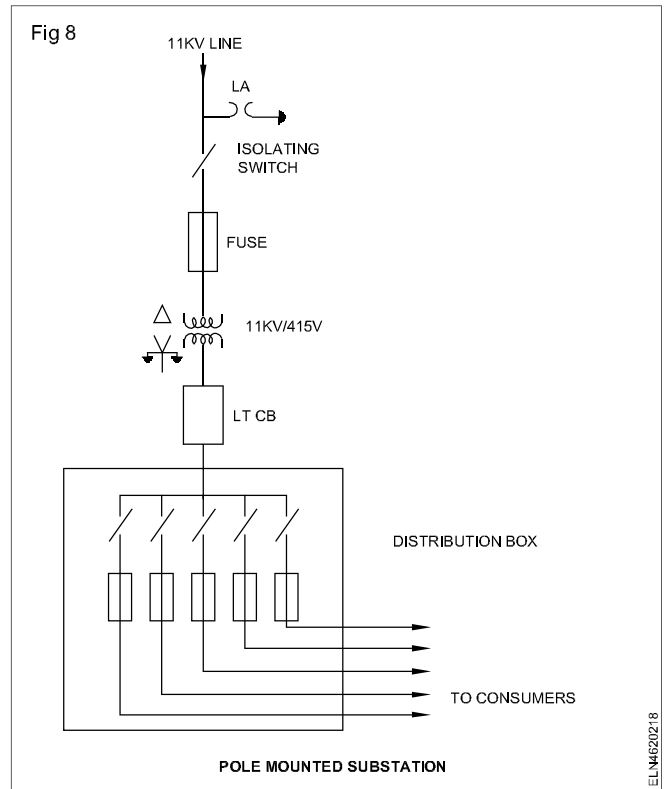 Fig 8
11KV LINE
LA
ISOLATING
SWITCH
FUSE
11KV/415V
LT CB
DISTRIBUTION BOX
TO CONSUMERS
POLE MOUNTED SUBSTATION
ELN4620218